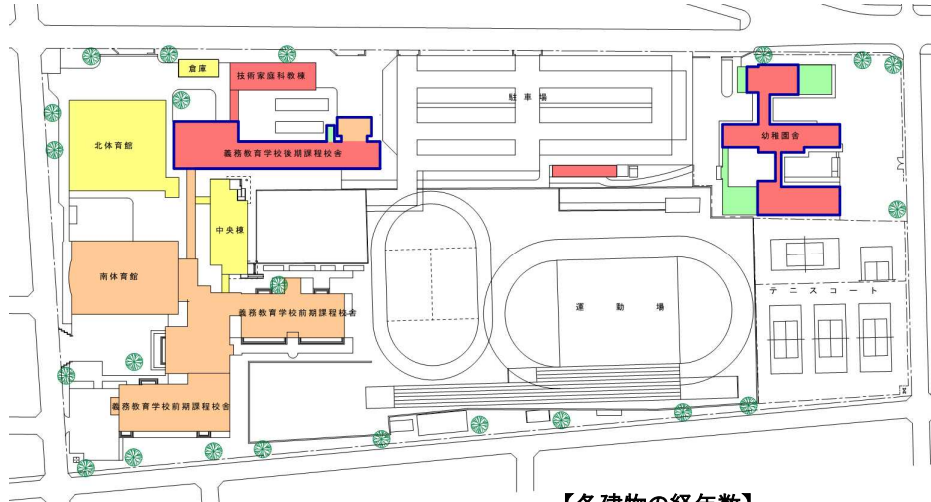 倉庫
技術家庭科教棟
駐車場
北体育館
義務教育学校後期課程校舎
幼稚園舎
中央棟
南体育館
テニスコート
義務教育学校前期課程校舎
運動場
義務教育学校前期課程校舎
【各建物の経年数】